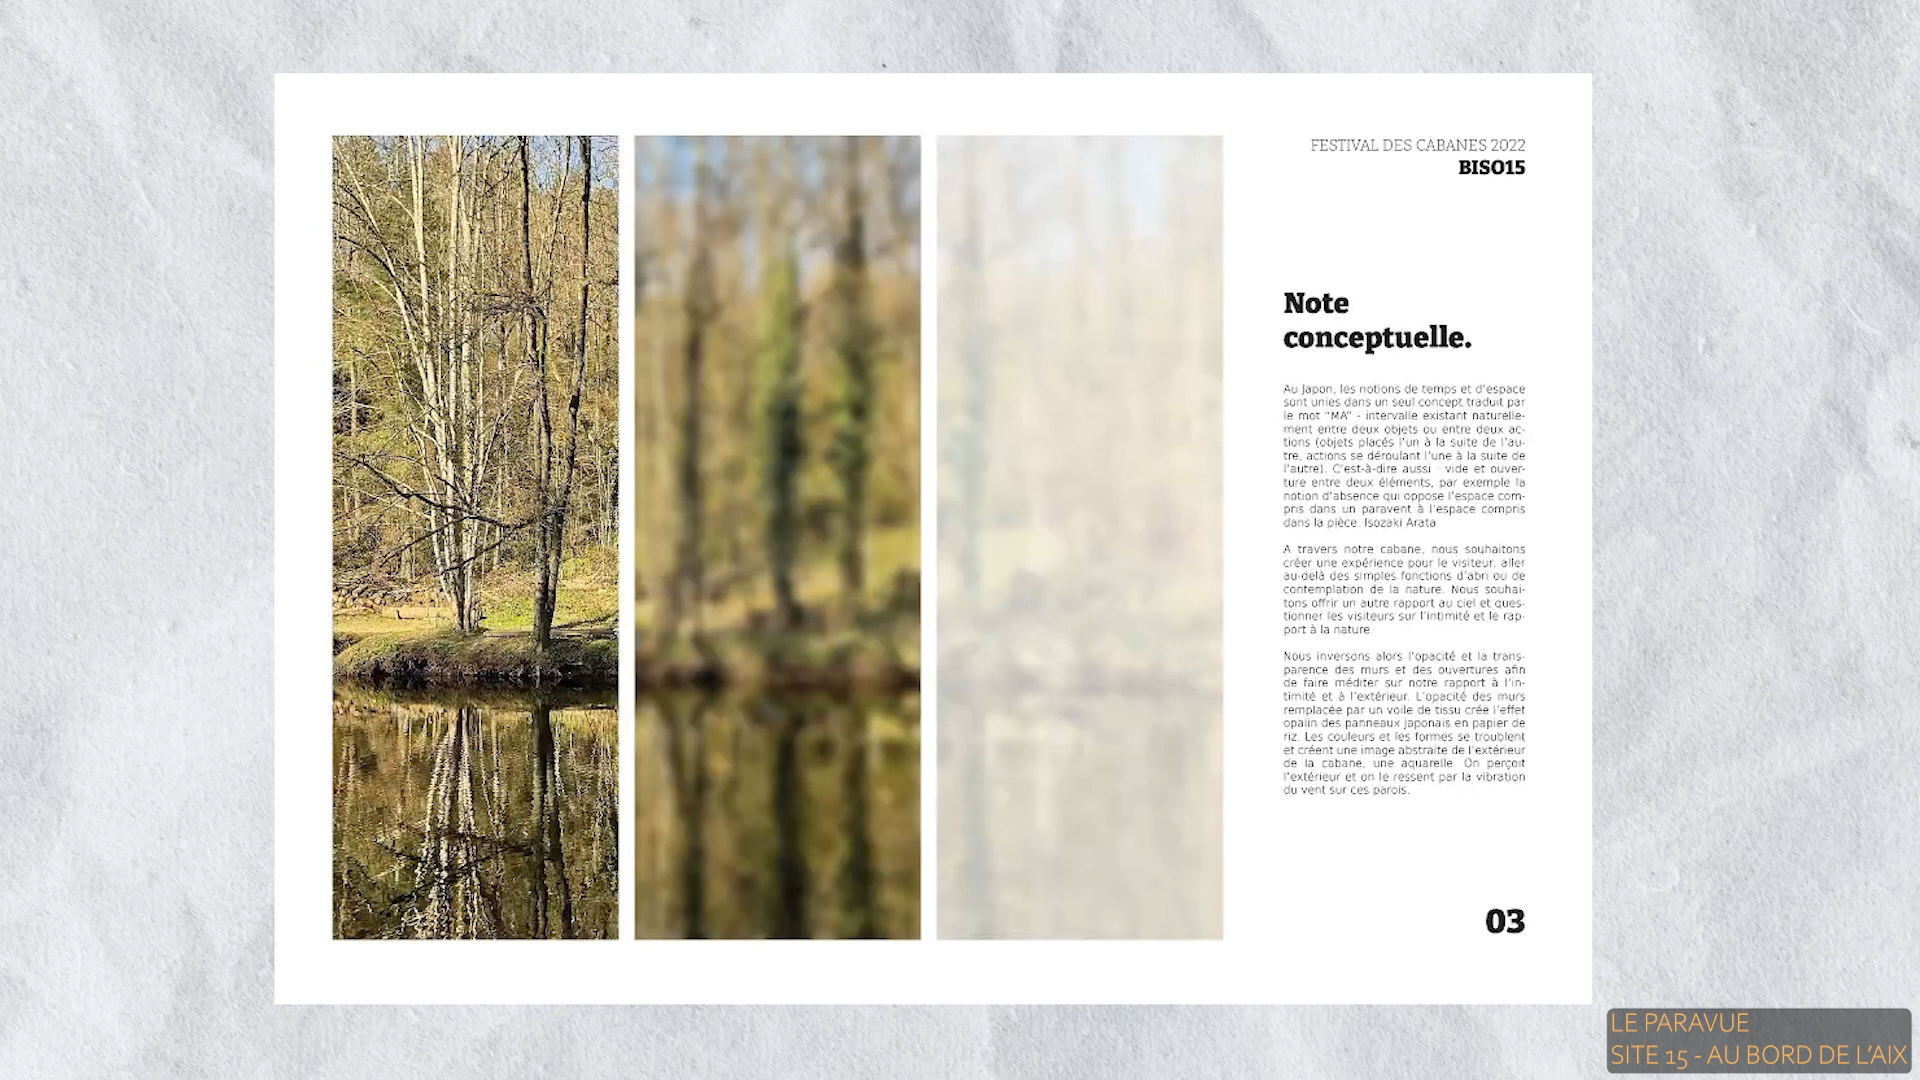 FESTIVAL DES CABANES 2022
BISO15
Note
conceptuelle.
Au Japon, les notions de temps et d'espace
sont unies dans un seul concept traduit par
le mot "MA" - intervalle existant naturelle-
ment entre deux objets ou entre deux ac-
tions (objets placés l'un à la suite de l'au-
tre, actions se déroulant l'une à la suite de
l'autre). C'est-à-dire aussi : vide et ouver-
ture entre deux éléments, par exemple la
notion d'absence qui oppose l'espace com-
pris dans un paravent à l'espace compris
dans la pièce. Isozaki Arata
A travers notre cabane, nous souhaitons
créer une expérience pour le visiteur, aller
au-delà des simples fonctions d'abri ou de
contemplation de la nature. Nous souhai-
tons offrir un autre rapport au ciel et ques-
tionner les visiteurs sur l'intimité et le rap-
port à la nature.
Nous inversons alors l'opacité et la trans-
parence des murs et des ouvertures afin
de faire méditer sur notre rapport à l'in-
timité et à l'extérieur. L'opacité des murs
remplacée par un voile de tissu crée l'effet
opalin des panneaux japonais en papier de
riz. Les couleurs et les formes se troublent
et créent une image abstraite de l'extérieur
de la cabane, une aquarelle. On perçoit
l'extérieur et on le ressent par la vibration
du vent sur ces parois.
03
LE PARAVUE
SITE 15 - AU BORD DE L'AIX